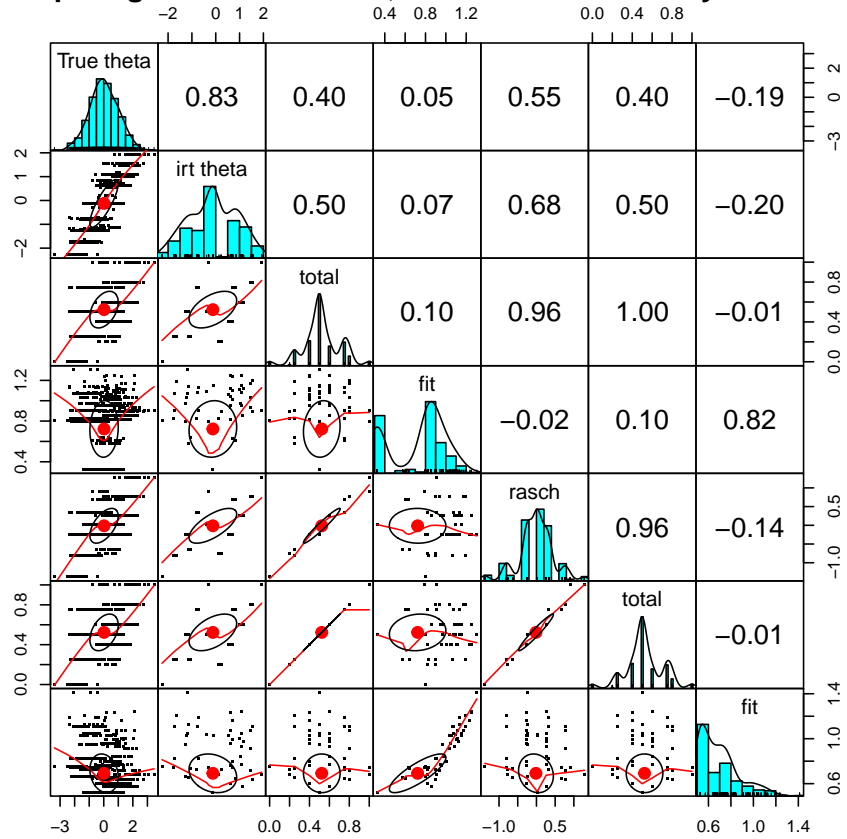 −2 0 1 2 0.4 0.8 1.2 0.0 0.4 0.8
True theta
0.83 0.40 0.05 0.55 0.40 −0.19
−3 0 2
irt theta
0.50 0.07 0.68 0.50 −0.20
−2 0 1 2
total
0.10 0.96 1.00 −0.01
0.0 0.4 0.8
fit
−0.02 0.10 0.82
0.4 0.8 1.2
rasch
0.96 −0.14
−1.0 0.5
total
−0.01
0.0 0.4 0.8
fit
0.6 1.0 1.4
−3 0 2 0.0 0.4 0.8 −1.0 0.5 0.6 1.0 1.4